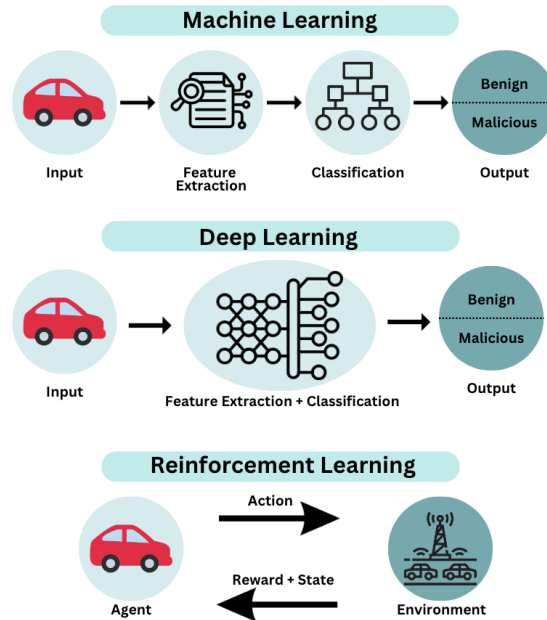 Machine Learning
Benign
Malicious
Input
Feature
Extraction
Classification
Output
Deep Learning
Benign
Malicious
Input
Feature Extraction + Classification
Output
Reinforcement Learning
Action
Reward + State
Agent
Environment